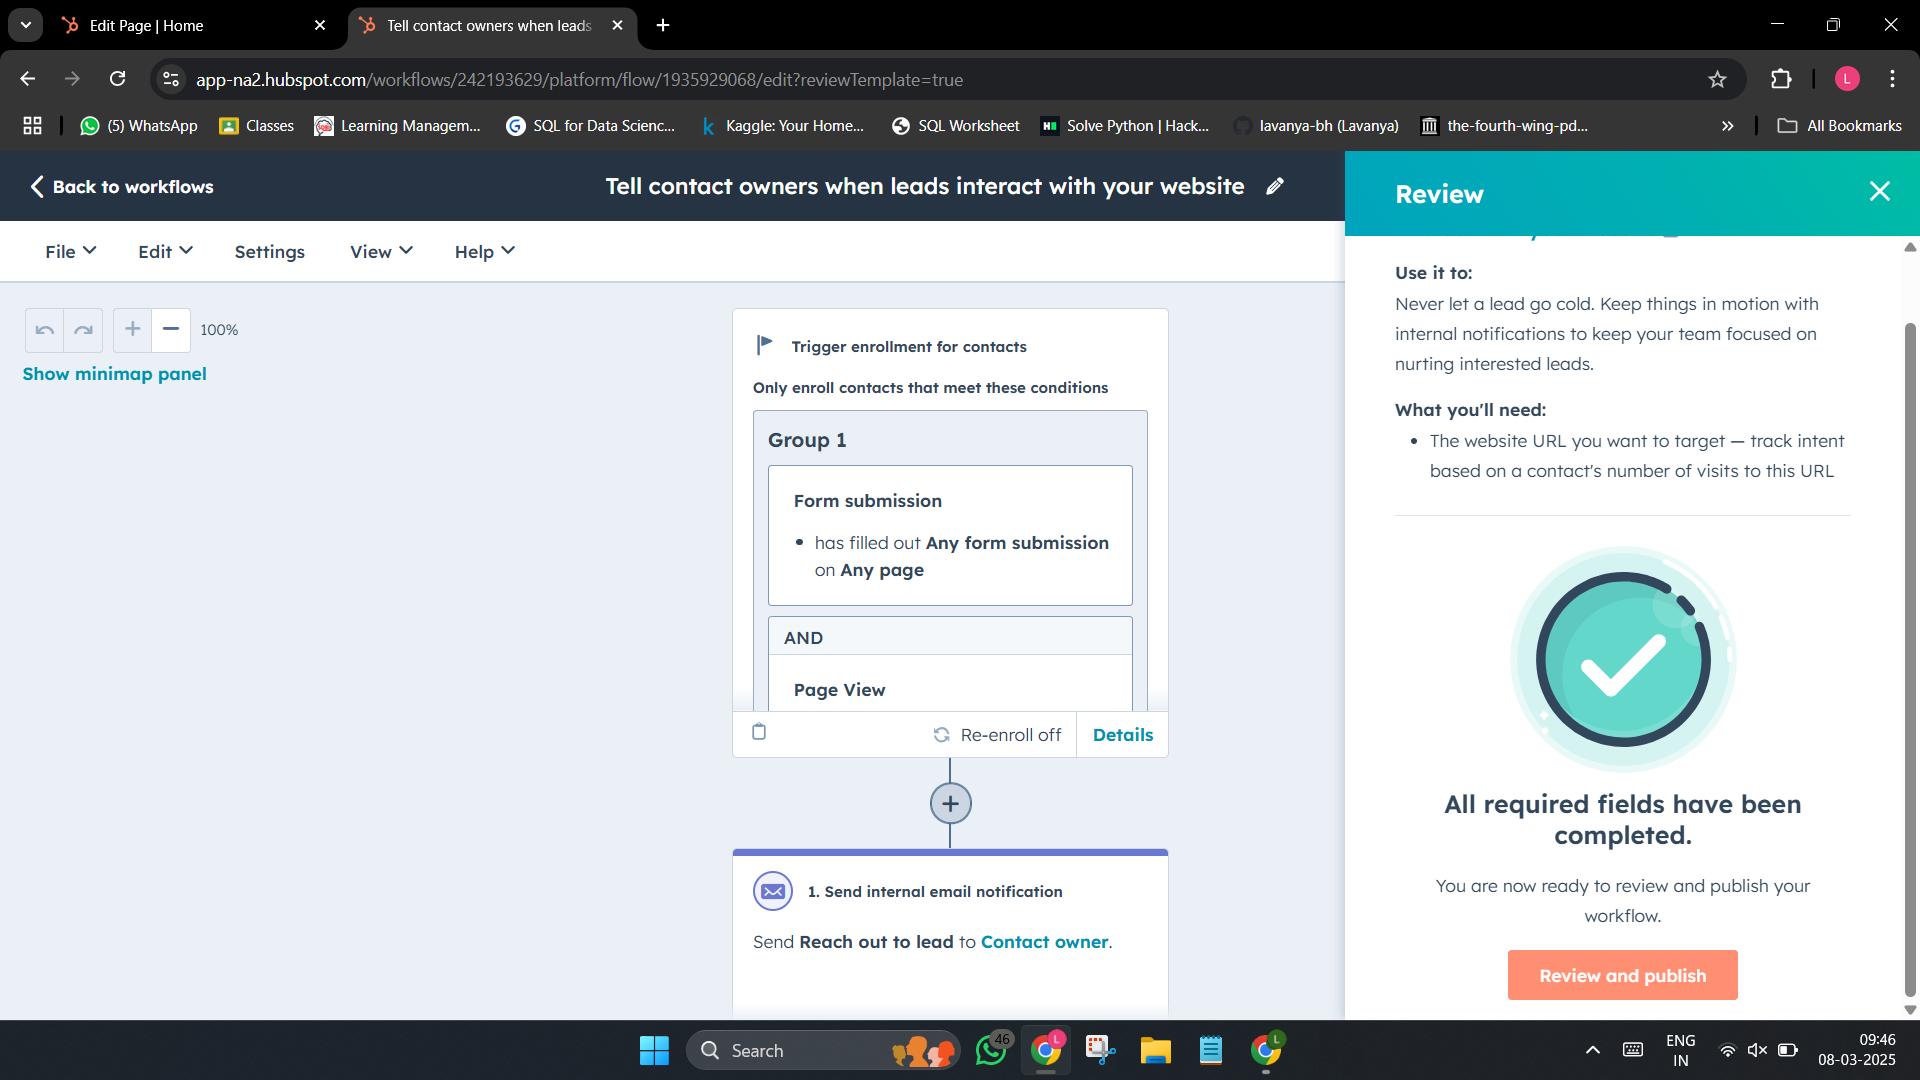 Edit Page | Home
Tell contact owners when leads
app-na2.hubspot.com/workflows/242193629/platform/flow/1935929068/edit?reviewTemplate=true
L
(5) WhatsApp
Classes
Learning Managem...
SQL for Data Scienc...
Kaggle: Your Home...
SQL Worksheet
Solve Python | Hack...
lavanya-bh (Lavanya)
the-fourth-wing-pd...
All Bookmarks
Back to workflows
Tell contact owners when leads interact with your website
File
Edit
Settings
View
Help
100%
Show minimap panel
Trigger enrollment for contacts
Only enroll contacts that meet these conditions
Group 1
Form submission
has filled out Any form submission
on Any page
AND
Page View
Re-enroll off
Details
1. Send internal email notification
Send Reach out to lead to Contact owner.
Review
Use it to:
Never let a lead go cold. Keep things in motion with
internal notifications to keep your team focused on
nurting interested leads.
What you'll need:
The website URL you want to target — track intent
based on a contact's number of visits to this URL
All required fields have been
completed.
You are now ready to review and publish your
workflow.
Review and publish
Search
46
L
L
ENG
IN
09:46
08-03-2025